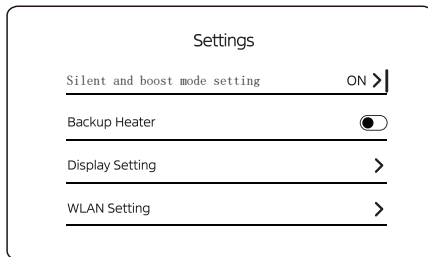 Settings
Silent and boost mode setting ON
Backup Heater
Display Setting
WLAN Setting